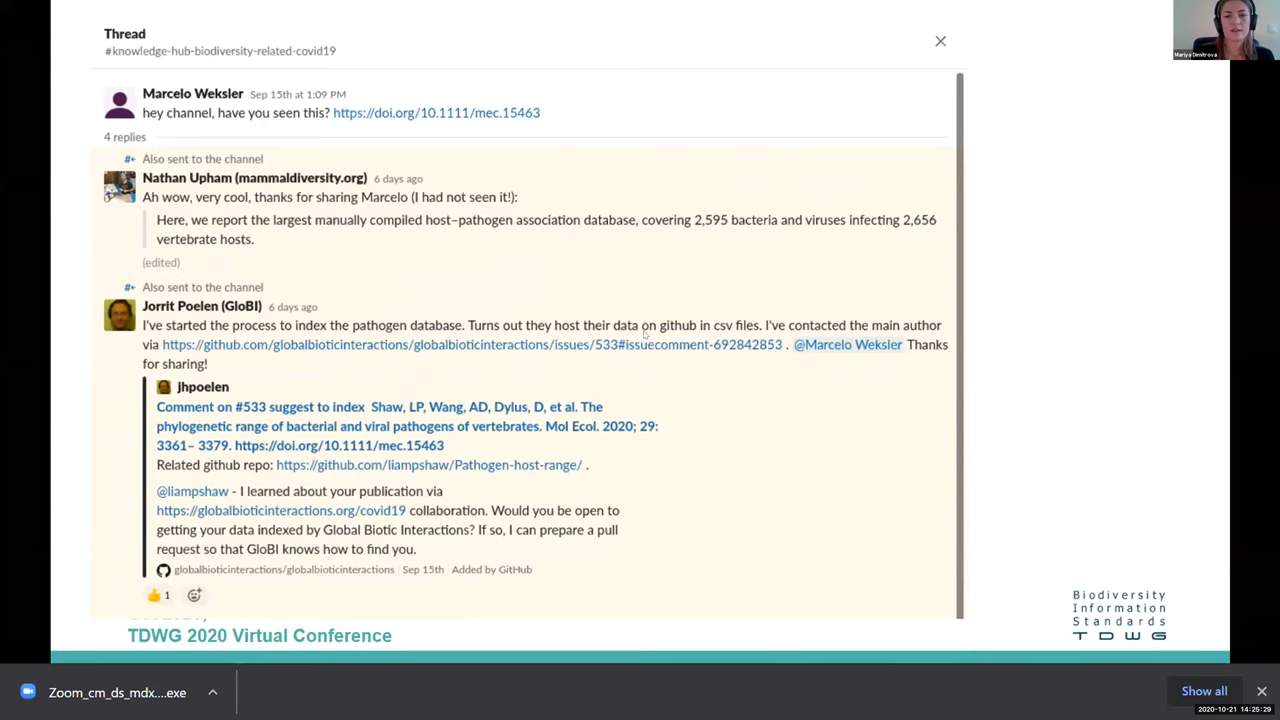 Thread
#knowledge-hub-biodiversity-related-covid19
Mariya Dimitrova
Marcelo Weksler Sep 15th at 1:09 PM
hey channel, have you seen this? https://doi.org/10.1111/mec.15463
4 replies
Also sent to the channel
Nathan Upham (mammaldiversity.org) 6 days ago
Ah wow, very cool, thanks for sharing Marcelo (I had not seen it!):
Here, we report the largest manually compiled host–pathogen association database, covering 2,595 bacteria and viruses infecting 2,656
vertebrate hosts.
(edited)
Also sent to the channel
Jorrit Poelen (GloBI) 6 days ago
I've started the process to index the pathogen database. Turns out they host their data on github in csv files. I've contacted the main author
via https://github.com/globalbioticinteractions/globalbioticinteractions/issues/533#issuecomment-692842853 . @Marcelo Weksler Thanks
for sharing!
jhpoelen
Comment on #533 suggest to index Shaw, LP, Wang, AD, Dylus, D, et al. The
phylogenetic range of bacterial and viral pathogens of vertebrates. Mol Ecol. 2020; 29:
3361– 3379. https://doi.org/10.1111/mec.15463
Related github repo: https://github.com/liampshaw/Pathogen-host-range/ .
@liampshaw - I learned about your publication via
https://globalbioticinteractions.org/covid19 collaboration. Would you be open to
getting your data indexed by Global Biotic Interactions? If so, I can prepare a pull
request so that GloBI knows how to find you.
globalbioticinteractions/globalbioticinteractions Sep 15th Added by GitHub
1
TDWG 2020 Virtual Conference
Biodiversity
Information
Standards
TDWG
Zoom_cm_ds_mdx....exe
Show all
2020-10-21 14:25:29